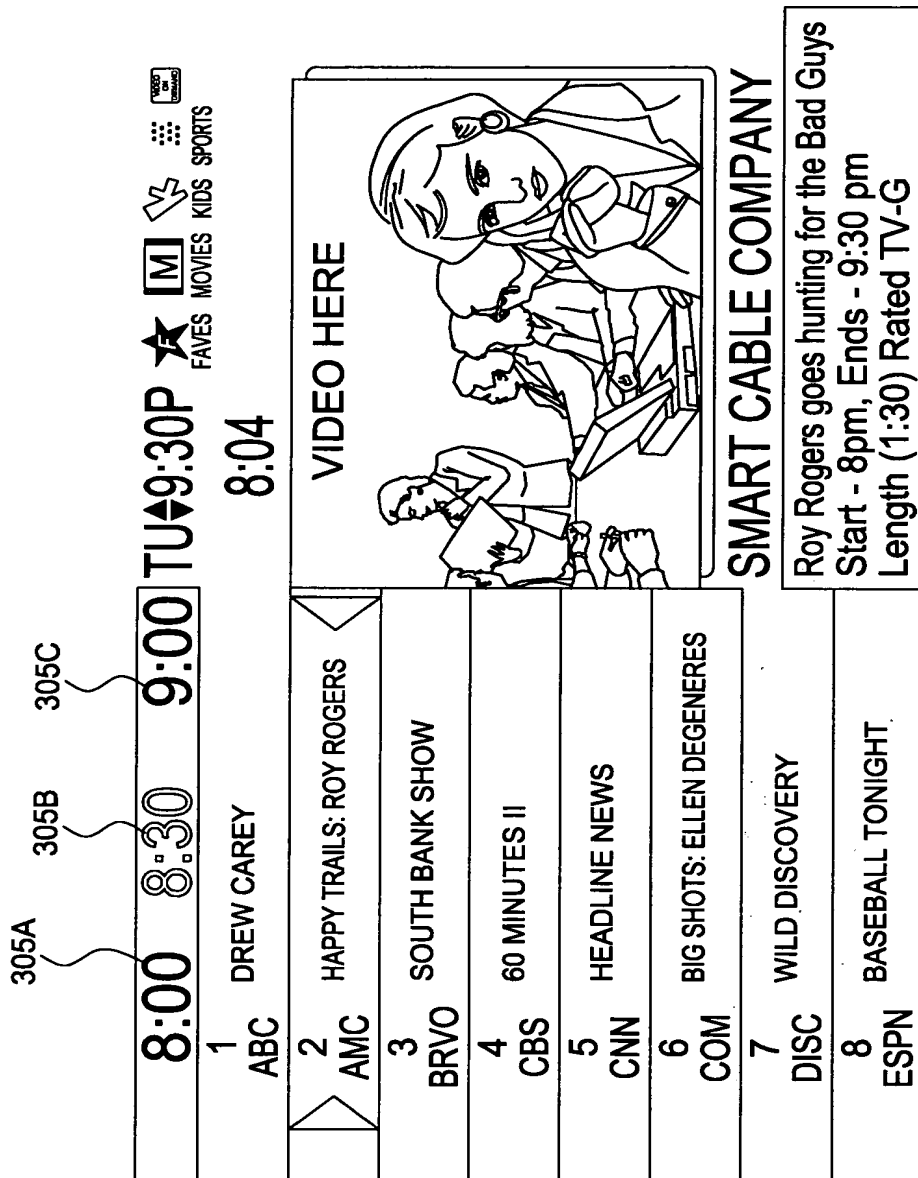 305A
305B
305C
8:00 8:30 9:00 TU 9:30P
F
M
FAVES MOVIES KIDS SPORTS
VIDEO ON DEMAND
8:04
1
ABC
DREW CAREY
2
AMC
HAPPY TRAILS: ROY ROGERS
3
BRVO
SOUTH BANK SHOW
4
CBS
60 MINUTES II
5
CNN
HEADLINE NEWS
6
COM
BIG SHOTS: ELLEN DEGENERES
7
DISC
WILD DISCOVERY
8
ESPN
BASEBALL TONIGHT
VIDEO HERE
SMART CABLE COMPANY
Roy Rogers goes hunting for the Bad Guys
Start - 8pm, Ends - 9:30 pm
Length (1:30) Rated TV-G